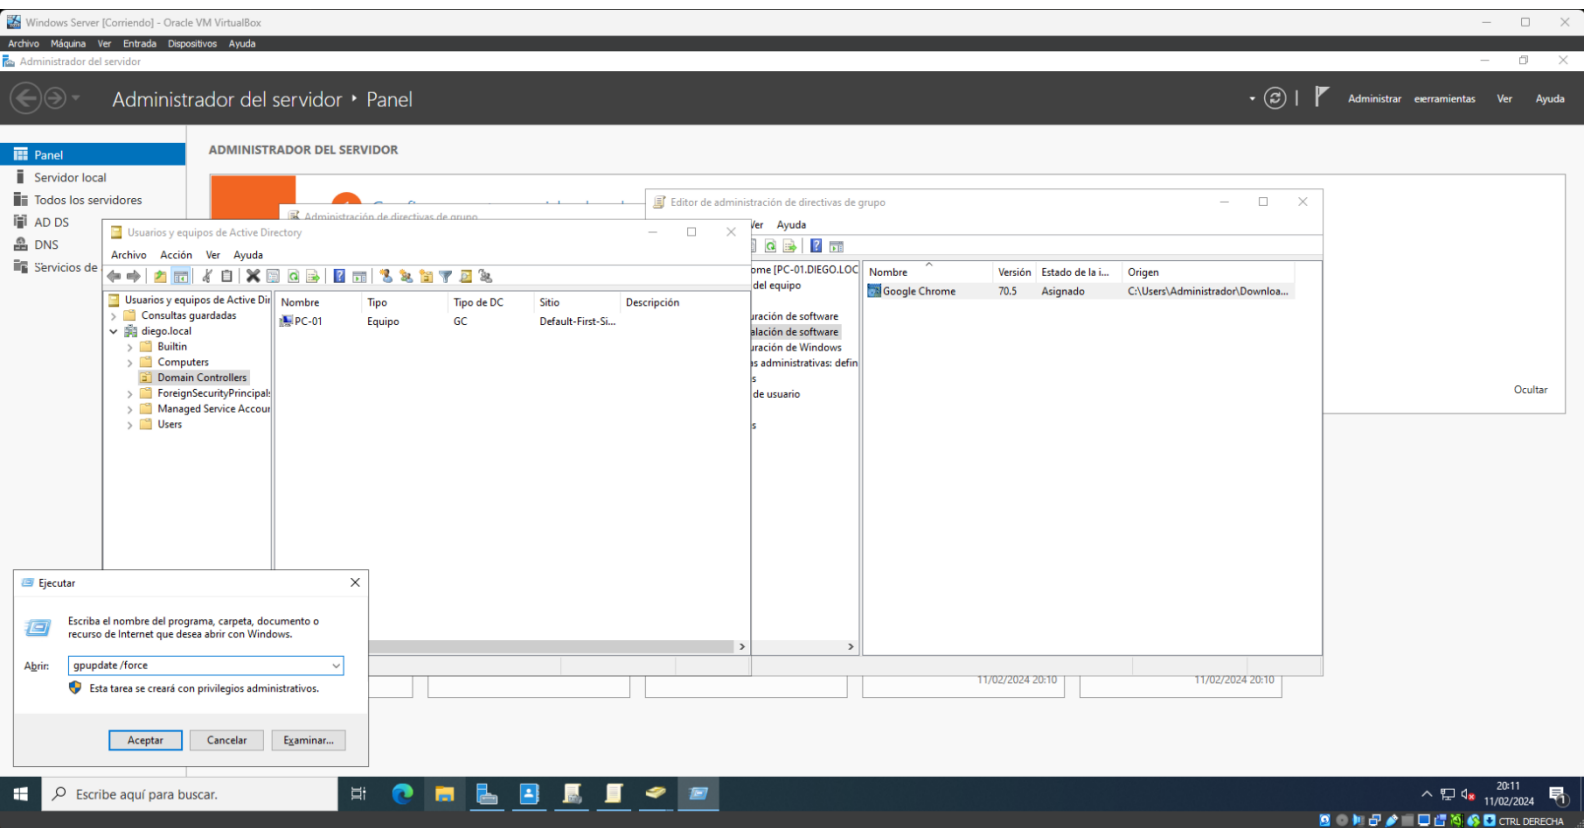 Windows Server [Corriendo] - Oracle VM VirtualBox
Archivo Máquina Ver Entrada Dispositivos Ayuda
Administrador del servidor
Administrador del servidor ‣ Panel
Administrar
Ver
Ayuda
Panel
Servidor local
Todos los servidores
AD DS
DNS
Servicios de
ADMINISTRADOR DEL SERVIDOR
Ocultar
Administración de directivas de grupo
Usuarios y equipos de Active Directory
Archivo Acción Ver Ayuda
Usuarios y equipos de Active Dir
Consultas guardadas
diego.local
Builtin
Computers
Domain Controllers
ForeignSecurityPrincipals
Managed Service Accour
Users
Nombre Tipo Tipo de DC Sitio Descripción
PC-01 Equipo GC Default-First-Si...
Editor de administración de directivas de grupo
Ver Ayuda
ome [PC-01.DIEGO.LOC
del equipo
uración de software
alación de software
uración de Windows
as administrativas: defin
s
de usuario
s
Nombre Versión Estado de la i... Origen
Google Chrome 70.5 Asignado C:\Users\Administrador\Downloa...
11/02/2024 20:10
11/02/2024 20:10
Ejecutar
Escriba el nombre del programa, carpeta, documento o
recurso de Internet que desea abrir con Windows.
Abrir: gpupdate /force
Esta tarea se creará con privilegios administrativos.
Aceptar Cancelar Examinar...
Escribe aquí para buscar.
20:11
11/02/2024
1
CTRL DERECHA